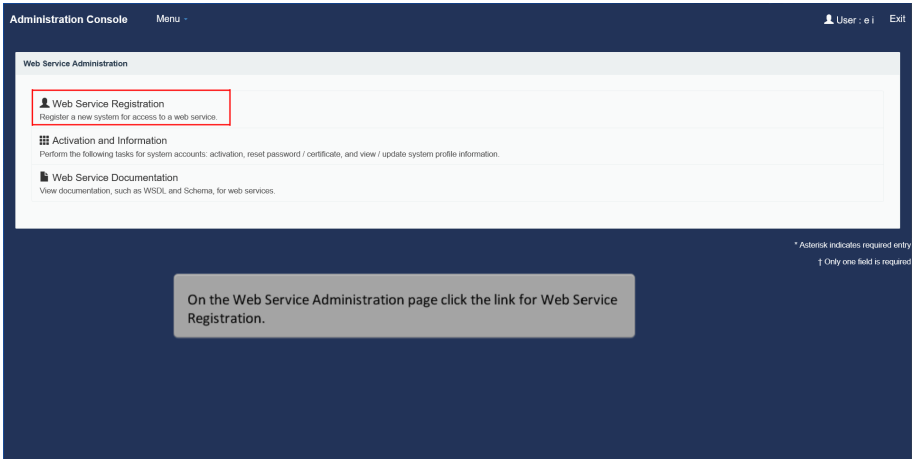 Administration Console Menu User : e i Exit
Web Service Administration
Web Service Registration
Register a new system for access to a web service.
Activation and Information
Perform the following tasks for system accounts: activation, reset password / certificate, and view / update system profile information.
Web Service Documentation
View documentation, such as WSDL and Schema, for web services.
* Asterisk indicates required entry
† Only one field is required
On the Web Service Administration page click the link for Web Service
Registration.